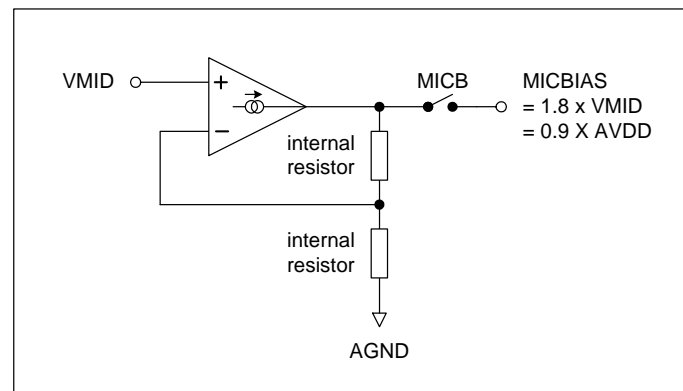 VMID
+
−
MICB
MICBIAS
= 1.8 x VMID
= 0.9 X AVDD
internal
resistor
internal
resistor
AGND